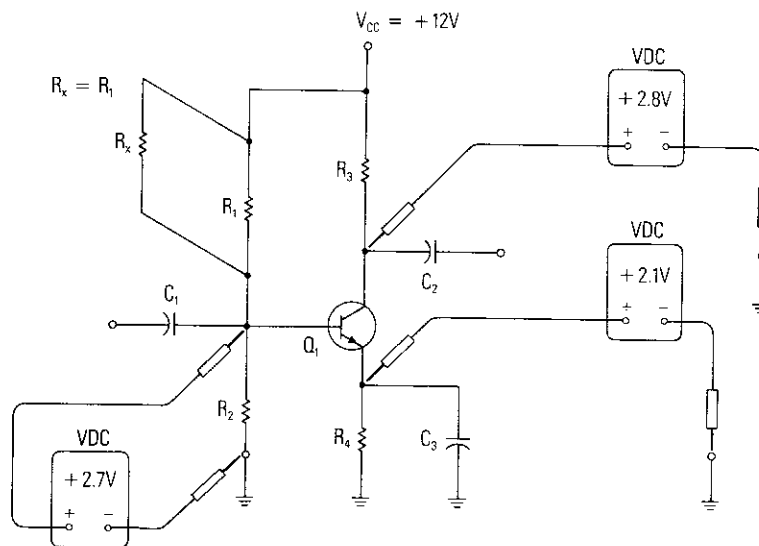 V_CC = +12V
VDC
R_x = R_1
+2.8V
+ −
R_x
R_3
R_1
VDC
C_2
+2.1V
C_1
+ −
Q_1
R_2
R_4
C_3
VDC
+2.7V
+ −